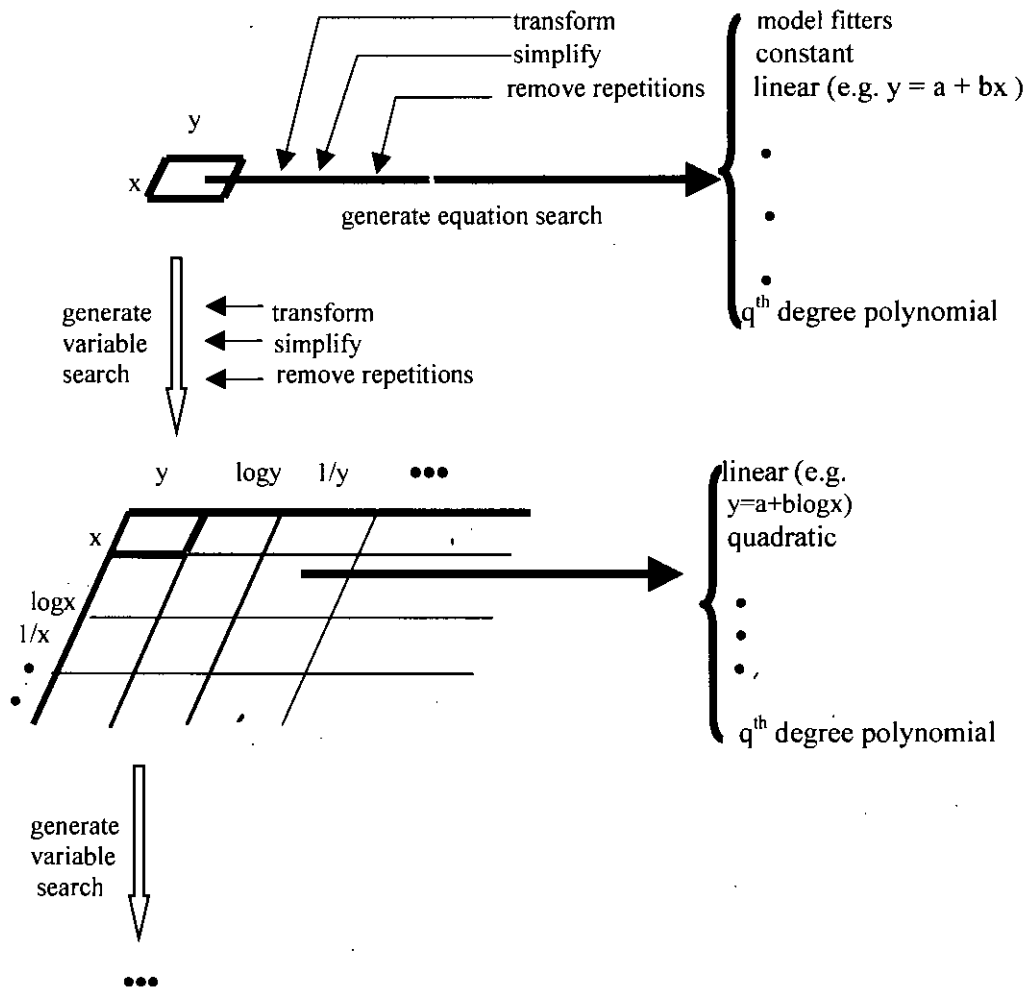 transform
simplify
remove repetitions
model fitters
constant
linear (e.g. y = a + bx )
y
x
generate equation search
q^th degree polynomial
generate
variable
search
transform
simplify
remove repetitions
y logy 1/y •••
x
logx
1/x
linear (e.g.
y=a+blogx)
quadratic
q^th degree polynomial
generate
variable
search
•••